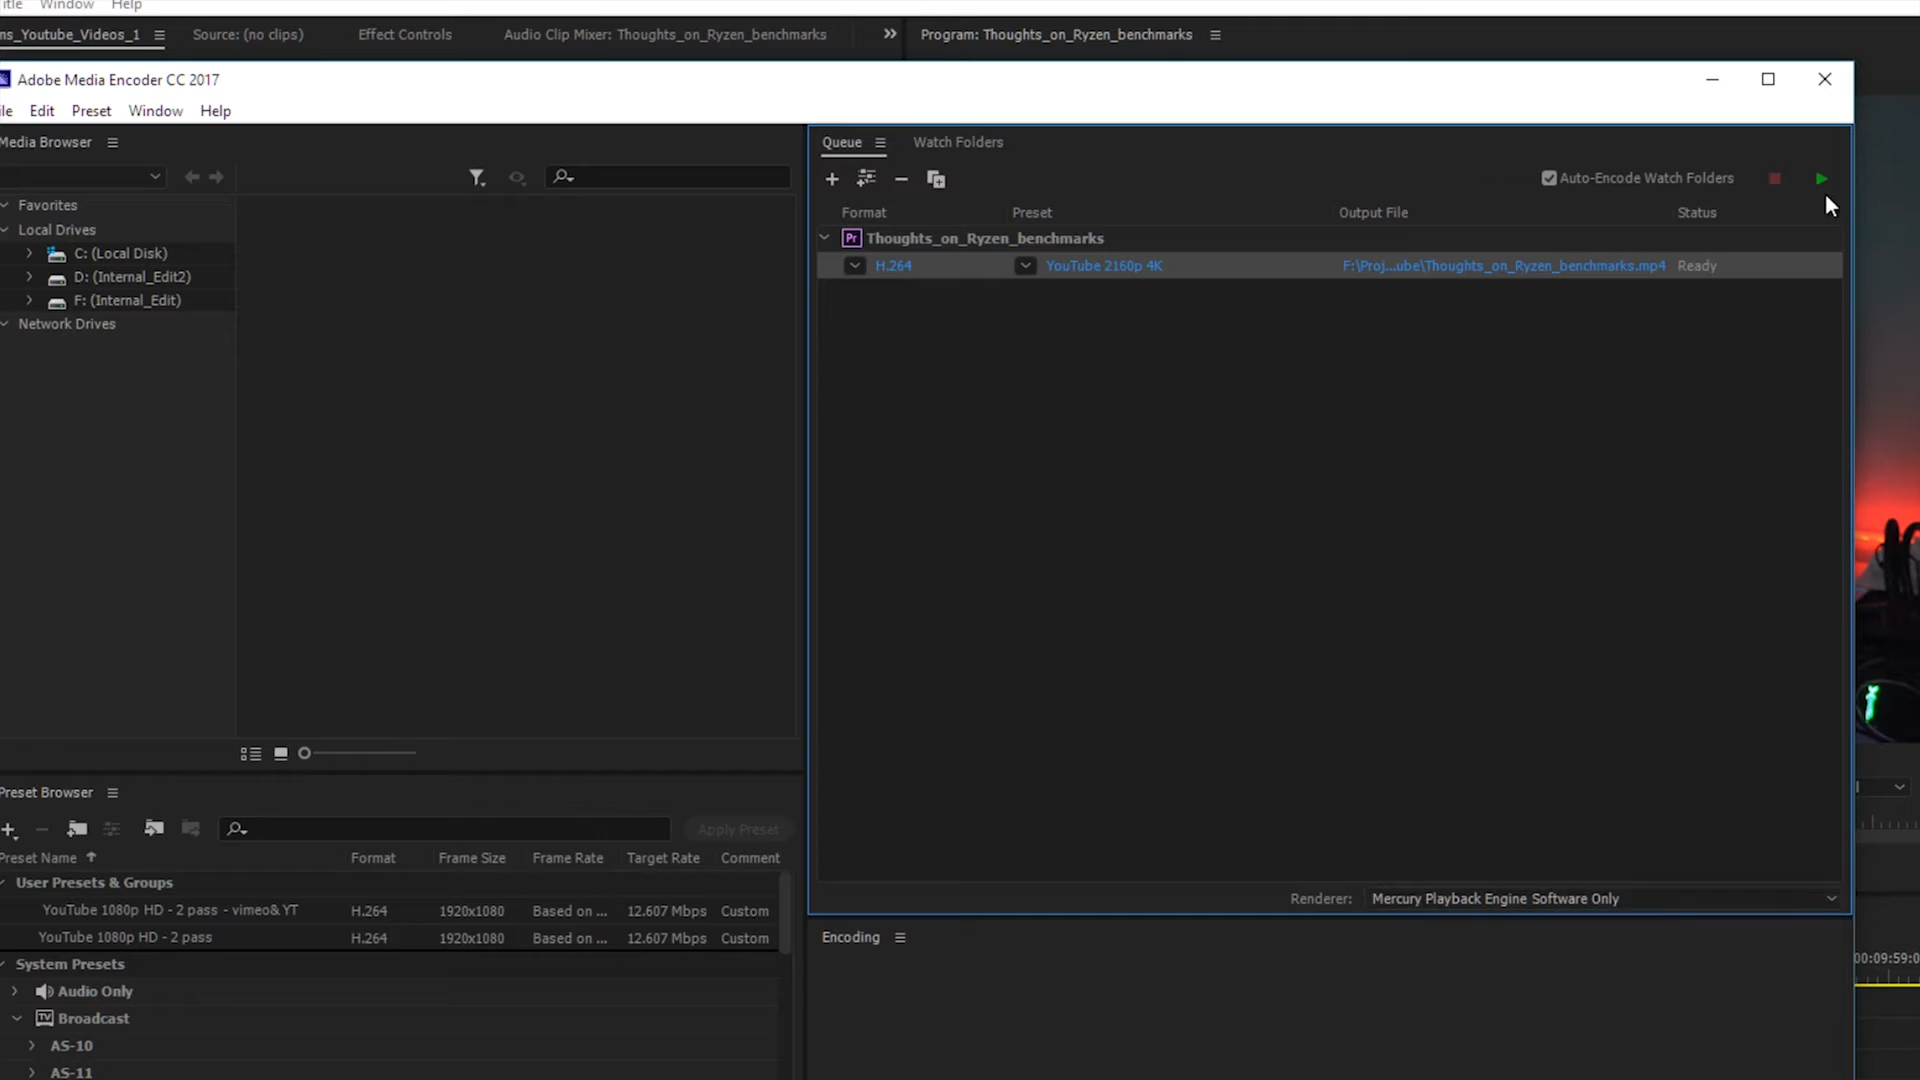 itle Window Help
ms_Youtube_Videos_1 Source: (no clips) Effect Controls Audio Clip Mixer: Thoughts_on_Ryzen_benchmarks Program: Thoughts_on_Ryzen_benchmarks
Adobe Media Encoder CC 2017
ile Edit Preset Window Help
Media Browser
Favorites
Local Drives
C: (Local Disk)
D: (Internal_Edit2)
F: (Internal_Edit)
Network Drives
Queue Watch Folders
Auto-Encode Watch Folders
Format Preset Output File Status
Pr Thoughts_on_Ryzen_benchmarks
H.264 YouTube 2160p 4K F:\Proj...ube\Thoughts_on_Ryzen_benchmarks.mp4 Ready
Renderer: Mercury Playback Engine Software Only
Preset Browser
Apply Preset
Preset Name Format Frame Size Frame Rate Target Rate Comment
User Presets & Groups
YouTube 1080p HD - 2 pass - vimeo& YT H.264 1920x1080 Based on ... 12.607 Mbps Custom
YouTube 1080p HD - 2 pass H.264 1920x1080 Based on ... 12.607 Mbps Custom
System Presets
Audio Only
TV Broadcast
AS-10
AS-11
Encoding
00:09:59:0